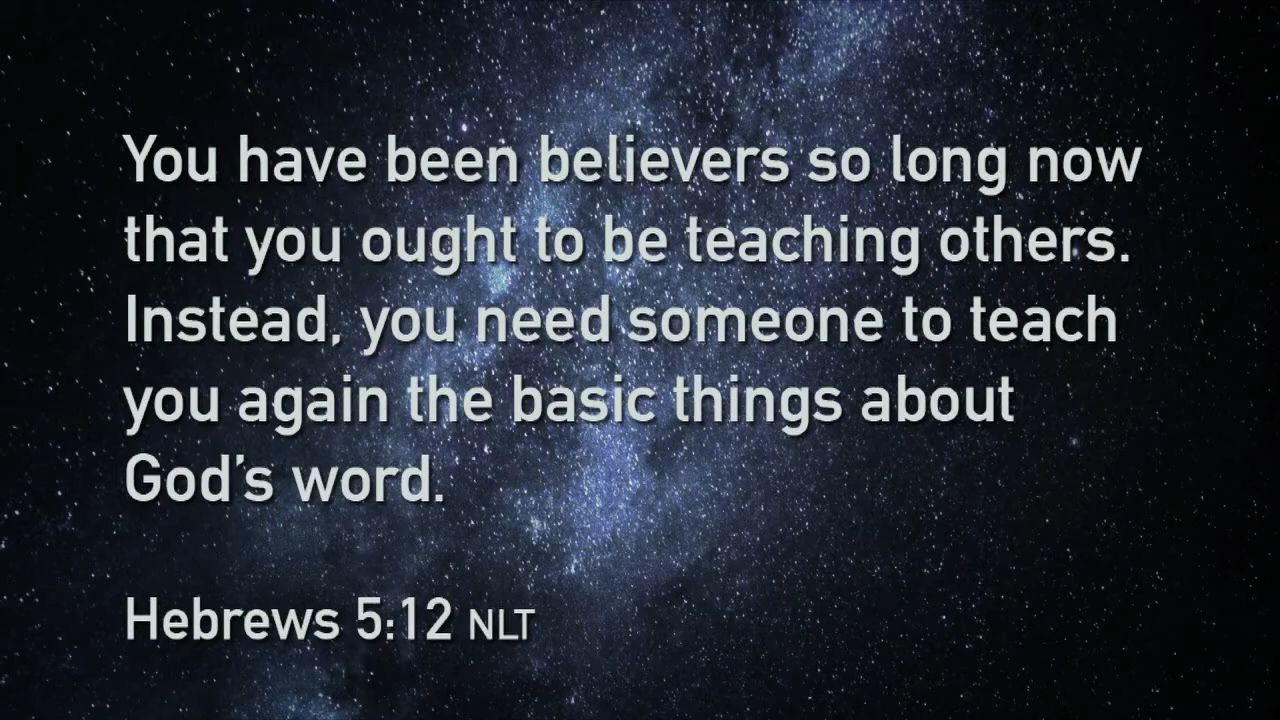 You have been believers so long now
that you ought to be teaching others.
Instead, you need someone to teach
you again the basic things about
God’s word.
Hebrews 5:12 NLT